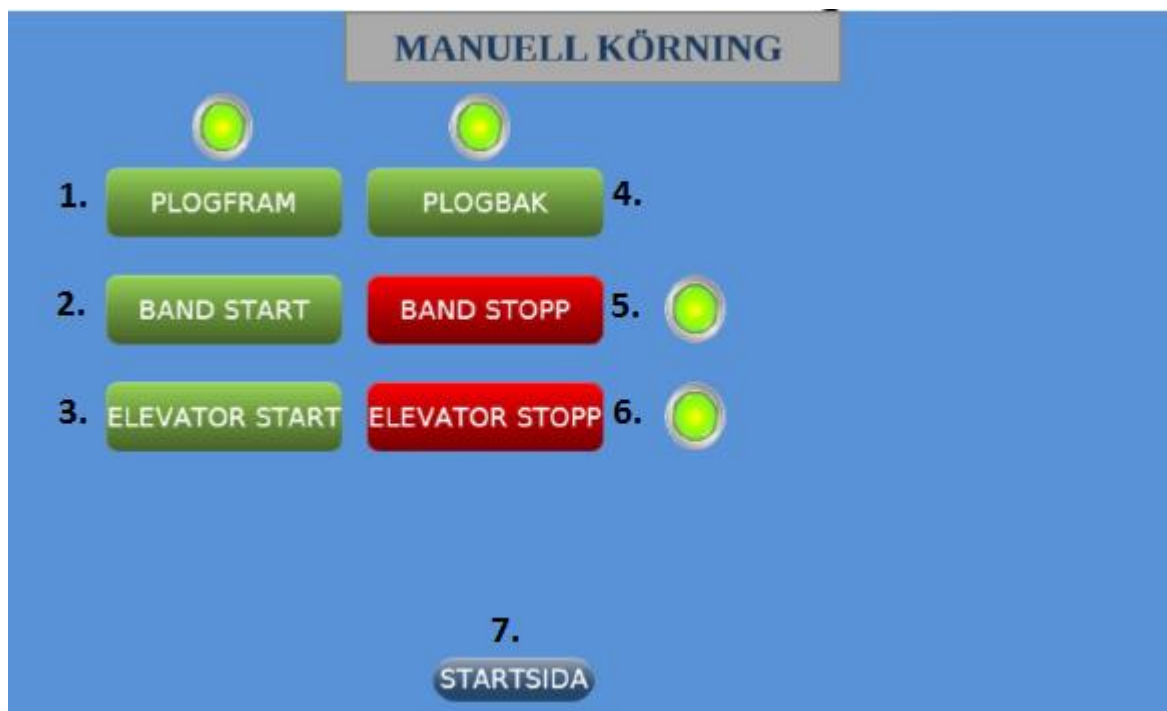 MANUELL KÖRNING
1. PLOGFRAM PLOGBAK 4.
2. BAND START BAND STOPP 5.
3. ELEVATOR START ELEVATOR STOPP 6.
7.
STARTSIDA